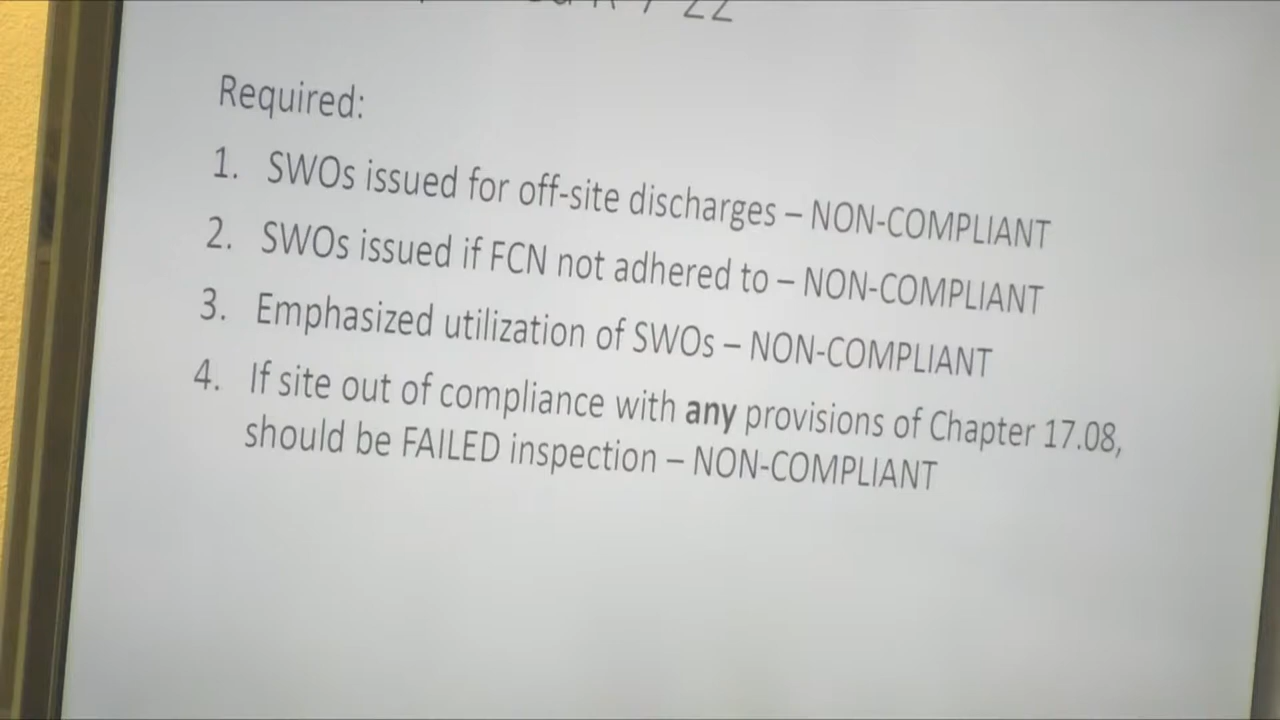 22
Required:
1. SWOs issued for off-site discharges – NON-COMPLIANT
2. SWOs issued if FCN not adhered to – NON-COMPLIANT
3. Emphasized utilization of SWOs – NON-COMPLIANT
4. If site out of compliance with any provisions of Chapter 17.08,
should be FAILED inspection – NON-COMPLIANT